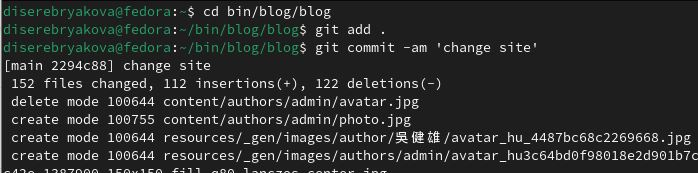 diserebryakova@fedora:~$ cd bin/blog/blog
diserebryakova@fedora:~/bin/blog/blog$ git add .
diserebryakova@fedora:~/bin/blog/blog$ git commit -am 'change site'
[main 2294c88] change site
152 files changed, 112 insertions(+), 122 deletions(-)
delete mode 100644 content/authors/admin/avatar.jpg
create mode 100755 content/authors/admin/photo.jpg
create mode 100644 resources/_gen/images/author/吳健雄/avatar_hu_4487bc68c2269668.jpg
create mode 100644 resources/_gen/images/authors/admin/avatar_hu3c64bd0f98018e2d901b7c